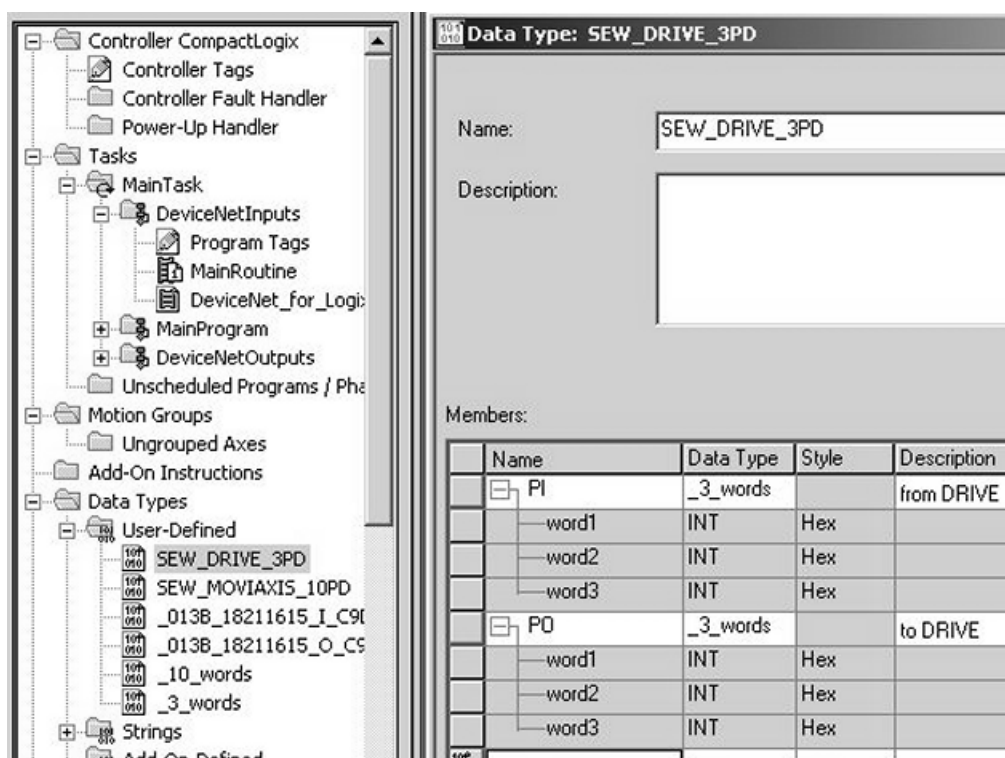 Controller CompactLogix
Controller Tags
Controller Fault Handler
Power-Up Handler
Tasks
MainTask
DeviceNetInputs
Program Tags
MainRoutine
DeviceNet_for_Logi
MainProgram
DeviceNetOutputs
Unscheduled Programs / Pha
Motion Groups
Ungrouped Axes
Add-On Instructions
Data Types
User-Defined
SEW_DRIVE_3PD
SEW_MOVIAXIS_10PD
_013B_18211615_I_C9
_013B_18211615_O_C9
_10_words
_3_words
Strings
Add-On-Defined
Data Type: SEW_DRIVE_3PD
Name: SEW_DRIVE_3PD
Description:
Members:
Name Data Type Style Description
PI _3_words from DRIVE
word1 INT Hex
word2 INT Hex
word3 INT Hex
PO _3_words to DRIVE
word1 INT Hex
word2 INT Hex
word3 INT Hex